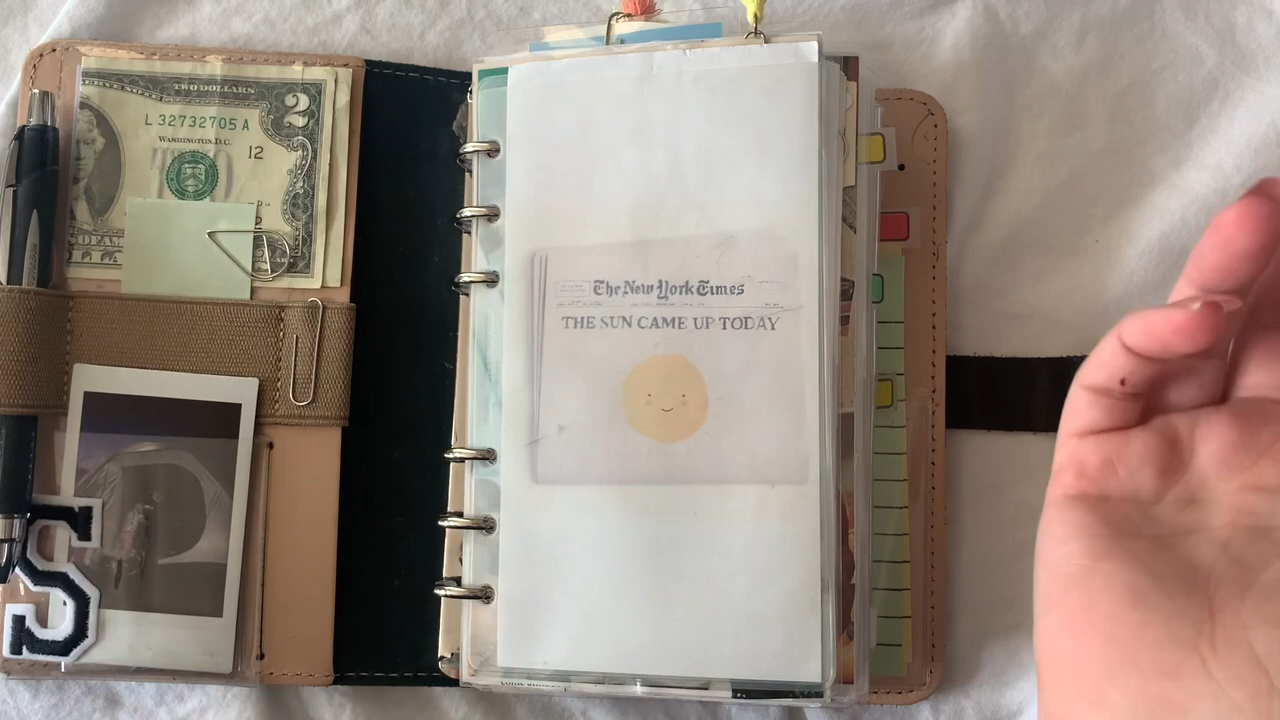 TWO DOLLARS
2
L 32732705 A
WASHINGTON, D.C.
12
The New York Times
THE SUN CAME UP TODAY
S